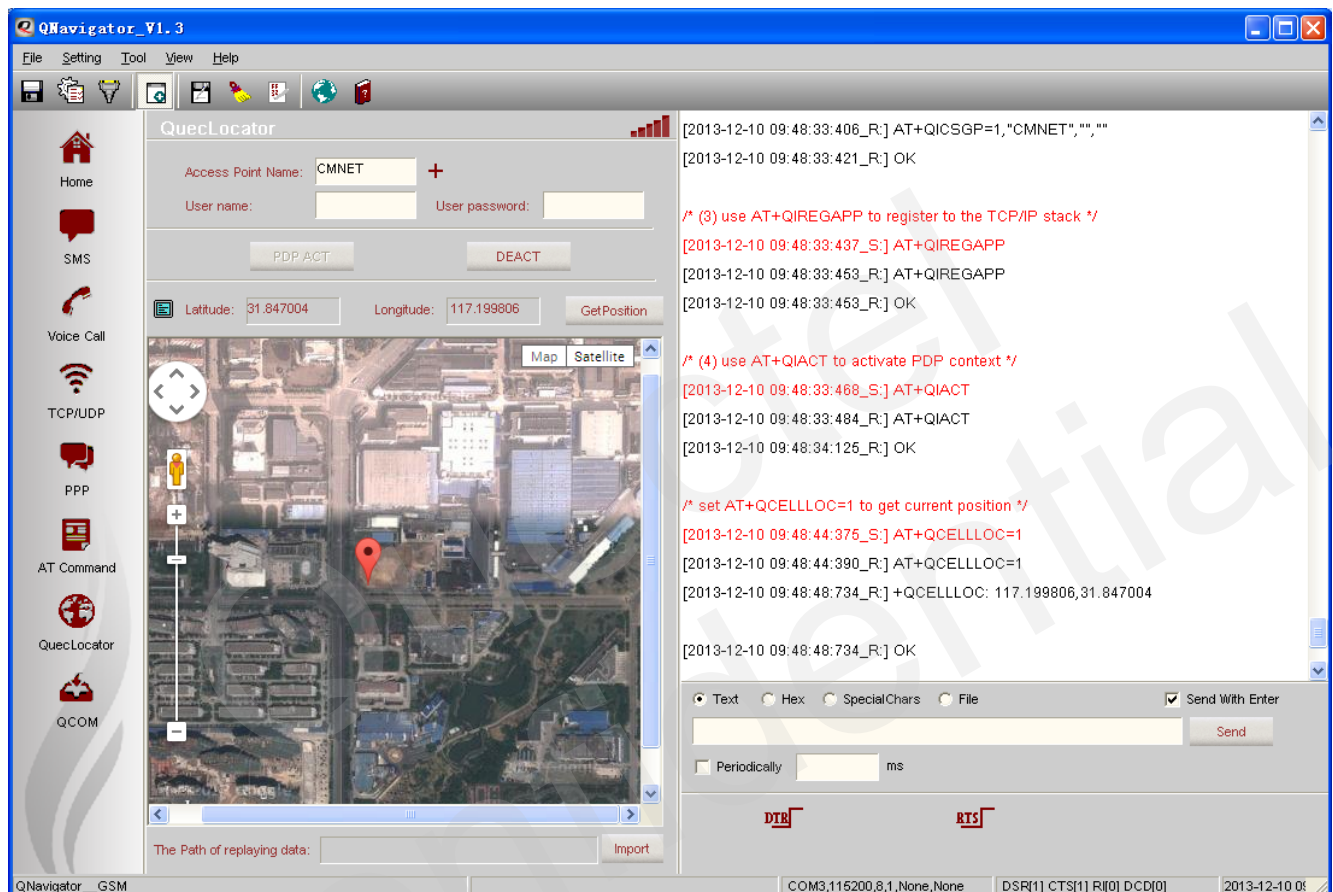 QNavigator_V1.3
File Setting Tool View Help
Home
SMS
Voice Call
TCP/UDP
PPP
AT Command
QuecLocator
QCOM
QuecLocator
Access Point Name: CMNET
User name: User password:
PDP ACT DEACT
Latitude: 31.847004 Longitude: 117.199806 GetPosition
Map Satellite
The Path of replaying data: Import
[2013-12-10 09:48:33:406_R:] AT+QICSGP=1,"CMNET","",""
[2013-12-10 09:48:33:421_R:] OK
/* (3) use AT+QIREGAPP to register to the TCP/IP stack */
[2013-12-10 09:48:33:437_S:] AT+QIREGAPP
[2013-12-10 09:48:33:453_R:] AT+QIREGAPP
[2013-12-10 09:48:33:453_R:] OK
/* (4) use AT+QIACT to activate PDP context */
[2013-12-10 09:48:33:468_S:] AT+QIACT
[2013-12-10 09:48:33:484_R:] AT+QIACT
[2013-12-10 09:48:34:125_R:] OK
/* set AT+QCELLLOC=1 to get current position */
[2013-12-10 09:48:44:375_S:] AT+QCELLLOC=1
[2013-12-10 09:48:44:390_R:] AT+QCELLLOC=1
[2013-12-10 09:48:48:734_R:] +QCELLLOC: 117.199806,31.847004
[2013-12-10 09:48:48:734_R:] OK
Text Hex SpecialChars File Send With Enter
Send
Periodically ms
DTR RTS
QNavigator__GSM COM3,115200,8,1,None,None DSR[1] CTS[1] RI[0] DCD[0] 2013-12-10